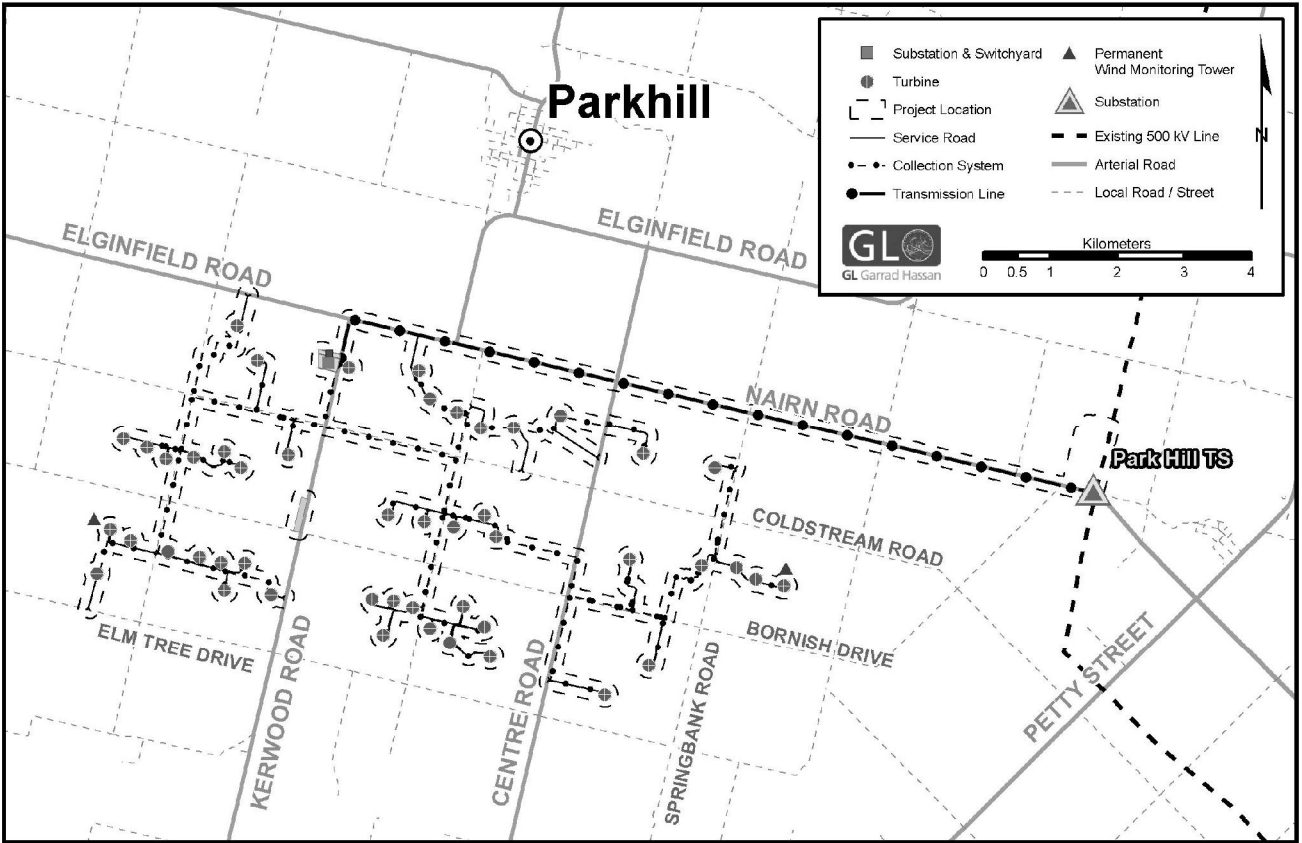 Parkhill
Substation & Switchyard
Turbine
Project Location
Service Road
Collection System
Transmission Line
Permanent
Wind Monitoring Tower
Substation
Existing 500 kV Line
Arterial Road
Local Road / Street
N
GL
GL Garrad Hassan
Kilometers
0 0.5 1 2 3 4
ELGINFIELD ROAD
ELGINFIELD ROAD
NAIRN ROAD
Park Hill TS
COLDSTREAM ROAD
BORNISH DRIVE
ELM TREE DRIVE
KERWOOD ROAD
CENTRE ROAD
SPRINGBANK ROAD
PETTY STREET